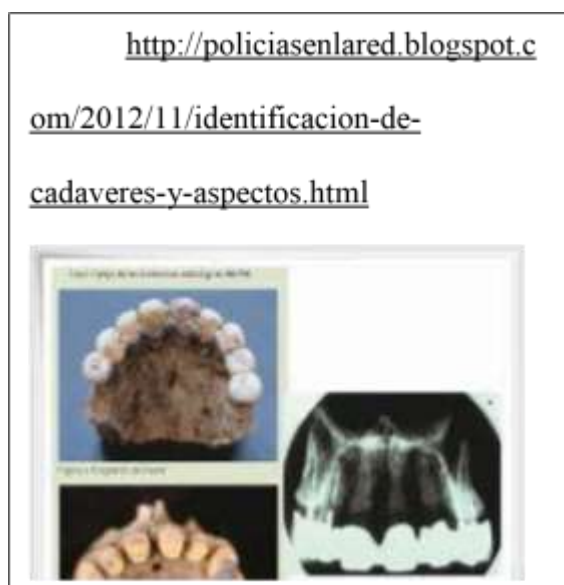 http://policiasenlared.blogspot.c
om/2012/11/identificacion-de-
cadaveres-y-aspectos.html